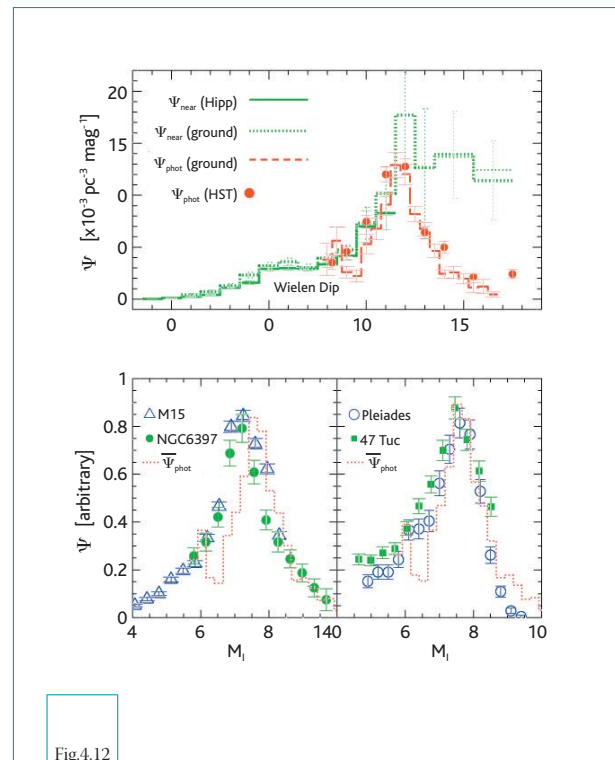 20
15
0
0
0
Ψ [x10⁻³ pc⁻³ mag⁻¹]
Ψnear (Hipp)
Ψnear (ground)
Ψphot (ground)
Ψphot (HST)
Wielen Dip
0 0 10 15
1
0.8
0.6
0.4
0.2
0
Ψ [arbitrary]
M15
NGC6397
Ψphot
Pleiades
47 Tuc
Ψphot
4 6 8 140 6 8 10
MI MI
Fig.4.12